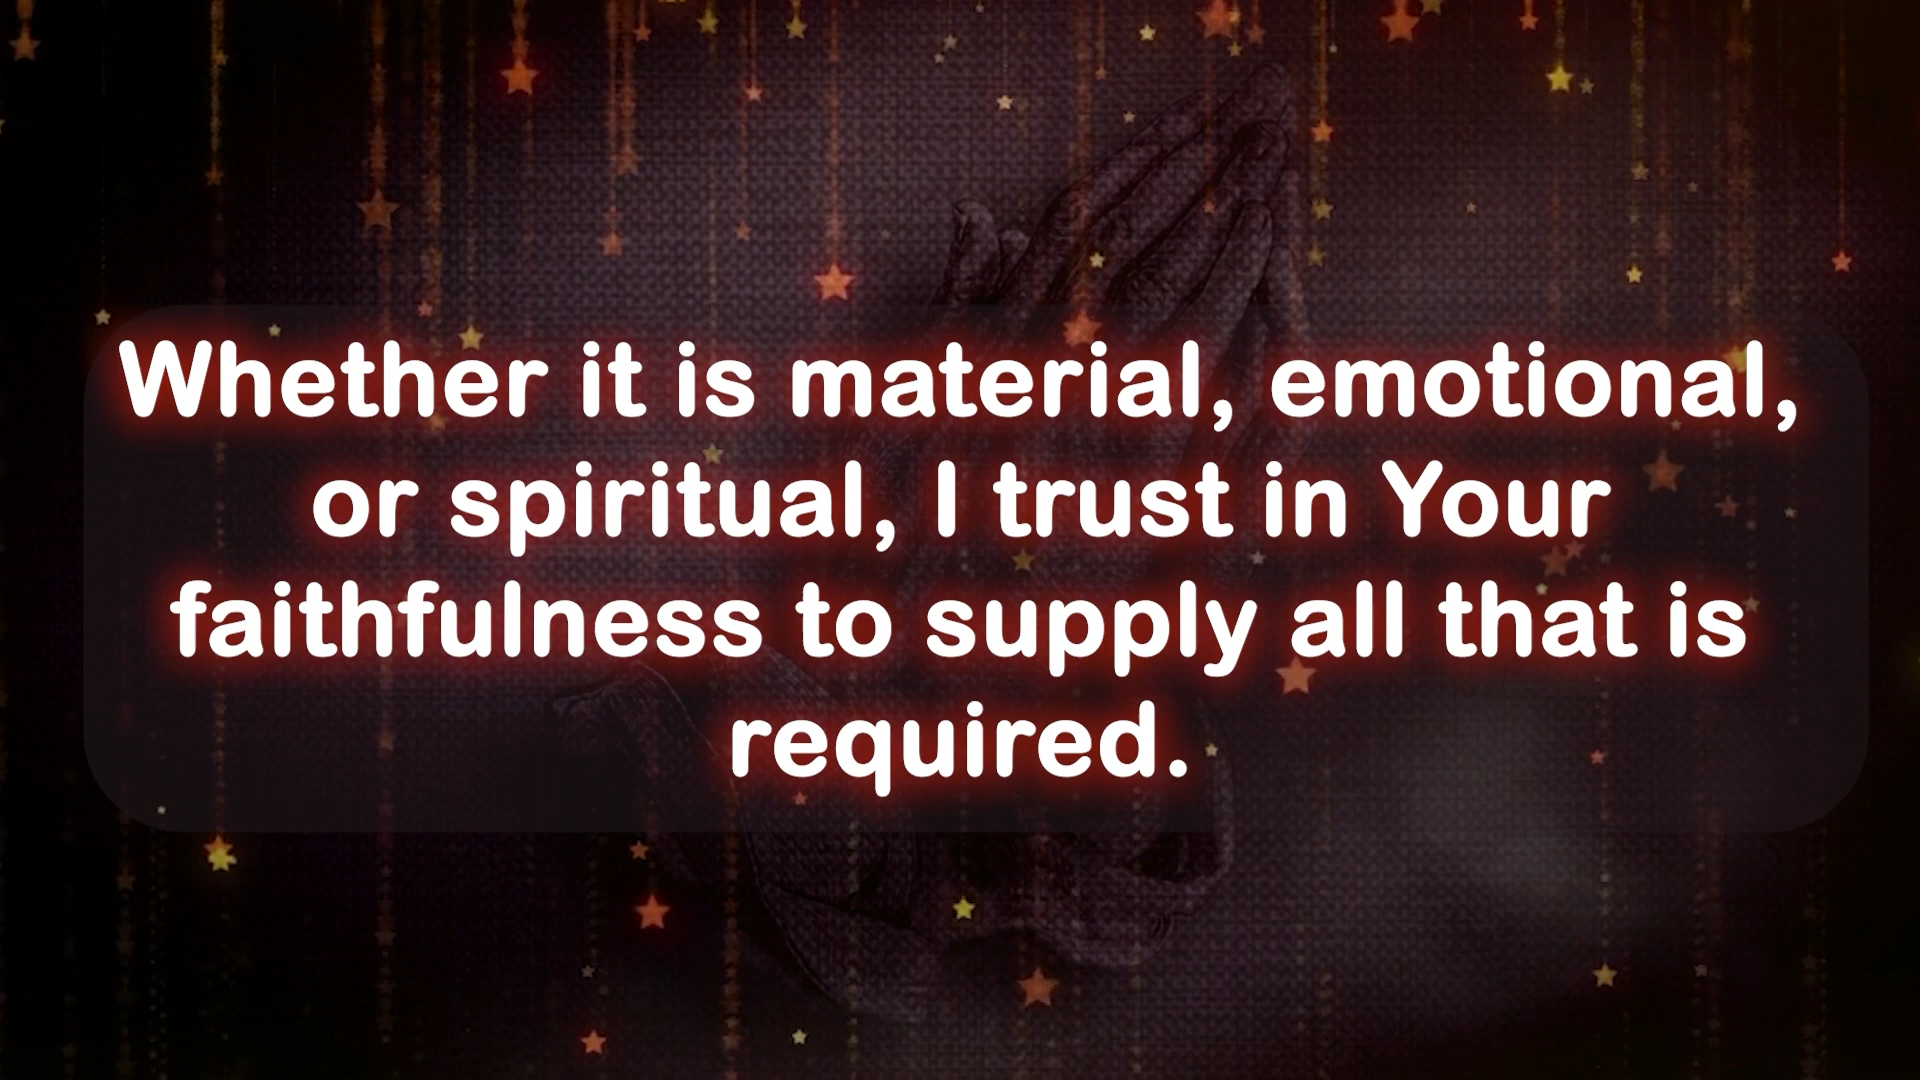 Whether it is material, emotional,
or spiritual, I trust in Your
faithfulness to supply all that is
required.